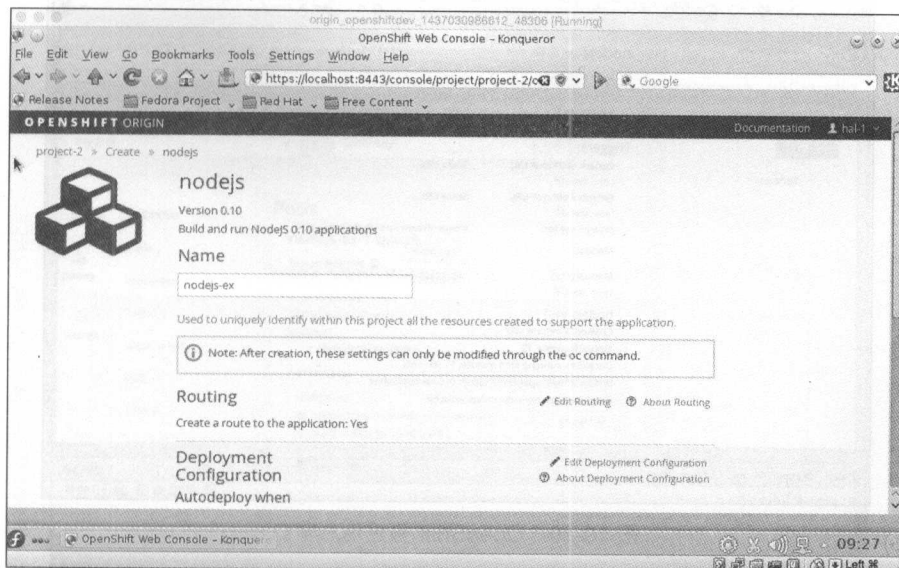 origin_openshiftdev_1437030986812_48306 [Running]
OpenShift Web Console – Konqueror
File Edit View Go Bookmarks Tools Settings Window Help
https://localhost:8443/console/project/project-2/c
Google
Release Notes Fedora Project Red Hat Free Content
OPENSHIFT ORIGIN
Documentation hal-1
project-2 » Create » nodejs
nodejs
Version 0.10
Build and run NodeJS 0.10 applications
Name
nodejs-ex
Used to uniquely identify within this project all the resources created to support the application.
Note: After creation, these settings can only be modified through the oc command.
Routing
Edit Routing About Routing
Create a route to the application: Yes
Deployment
Configuration
Edit Deployment Configuration
About Deployment Configuration
Autodeploy when
OpenShift Web Console – Konquer
09:27
Left ⌘